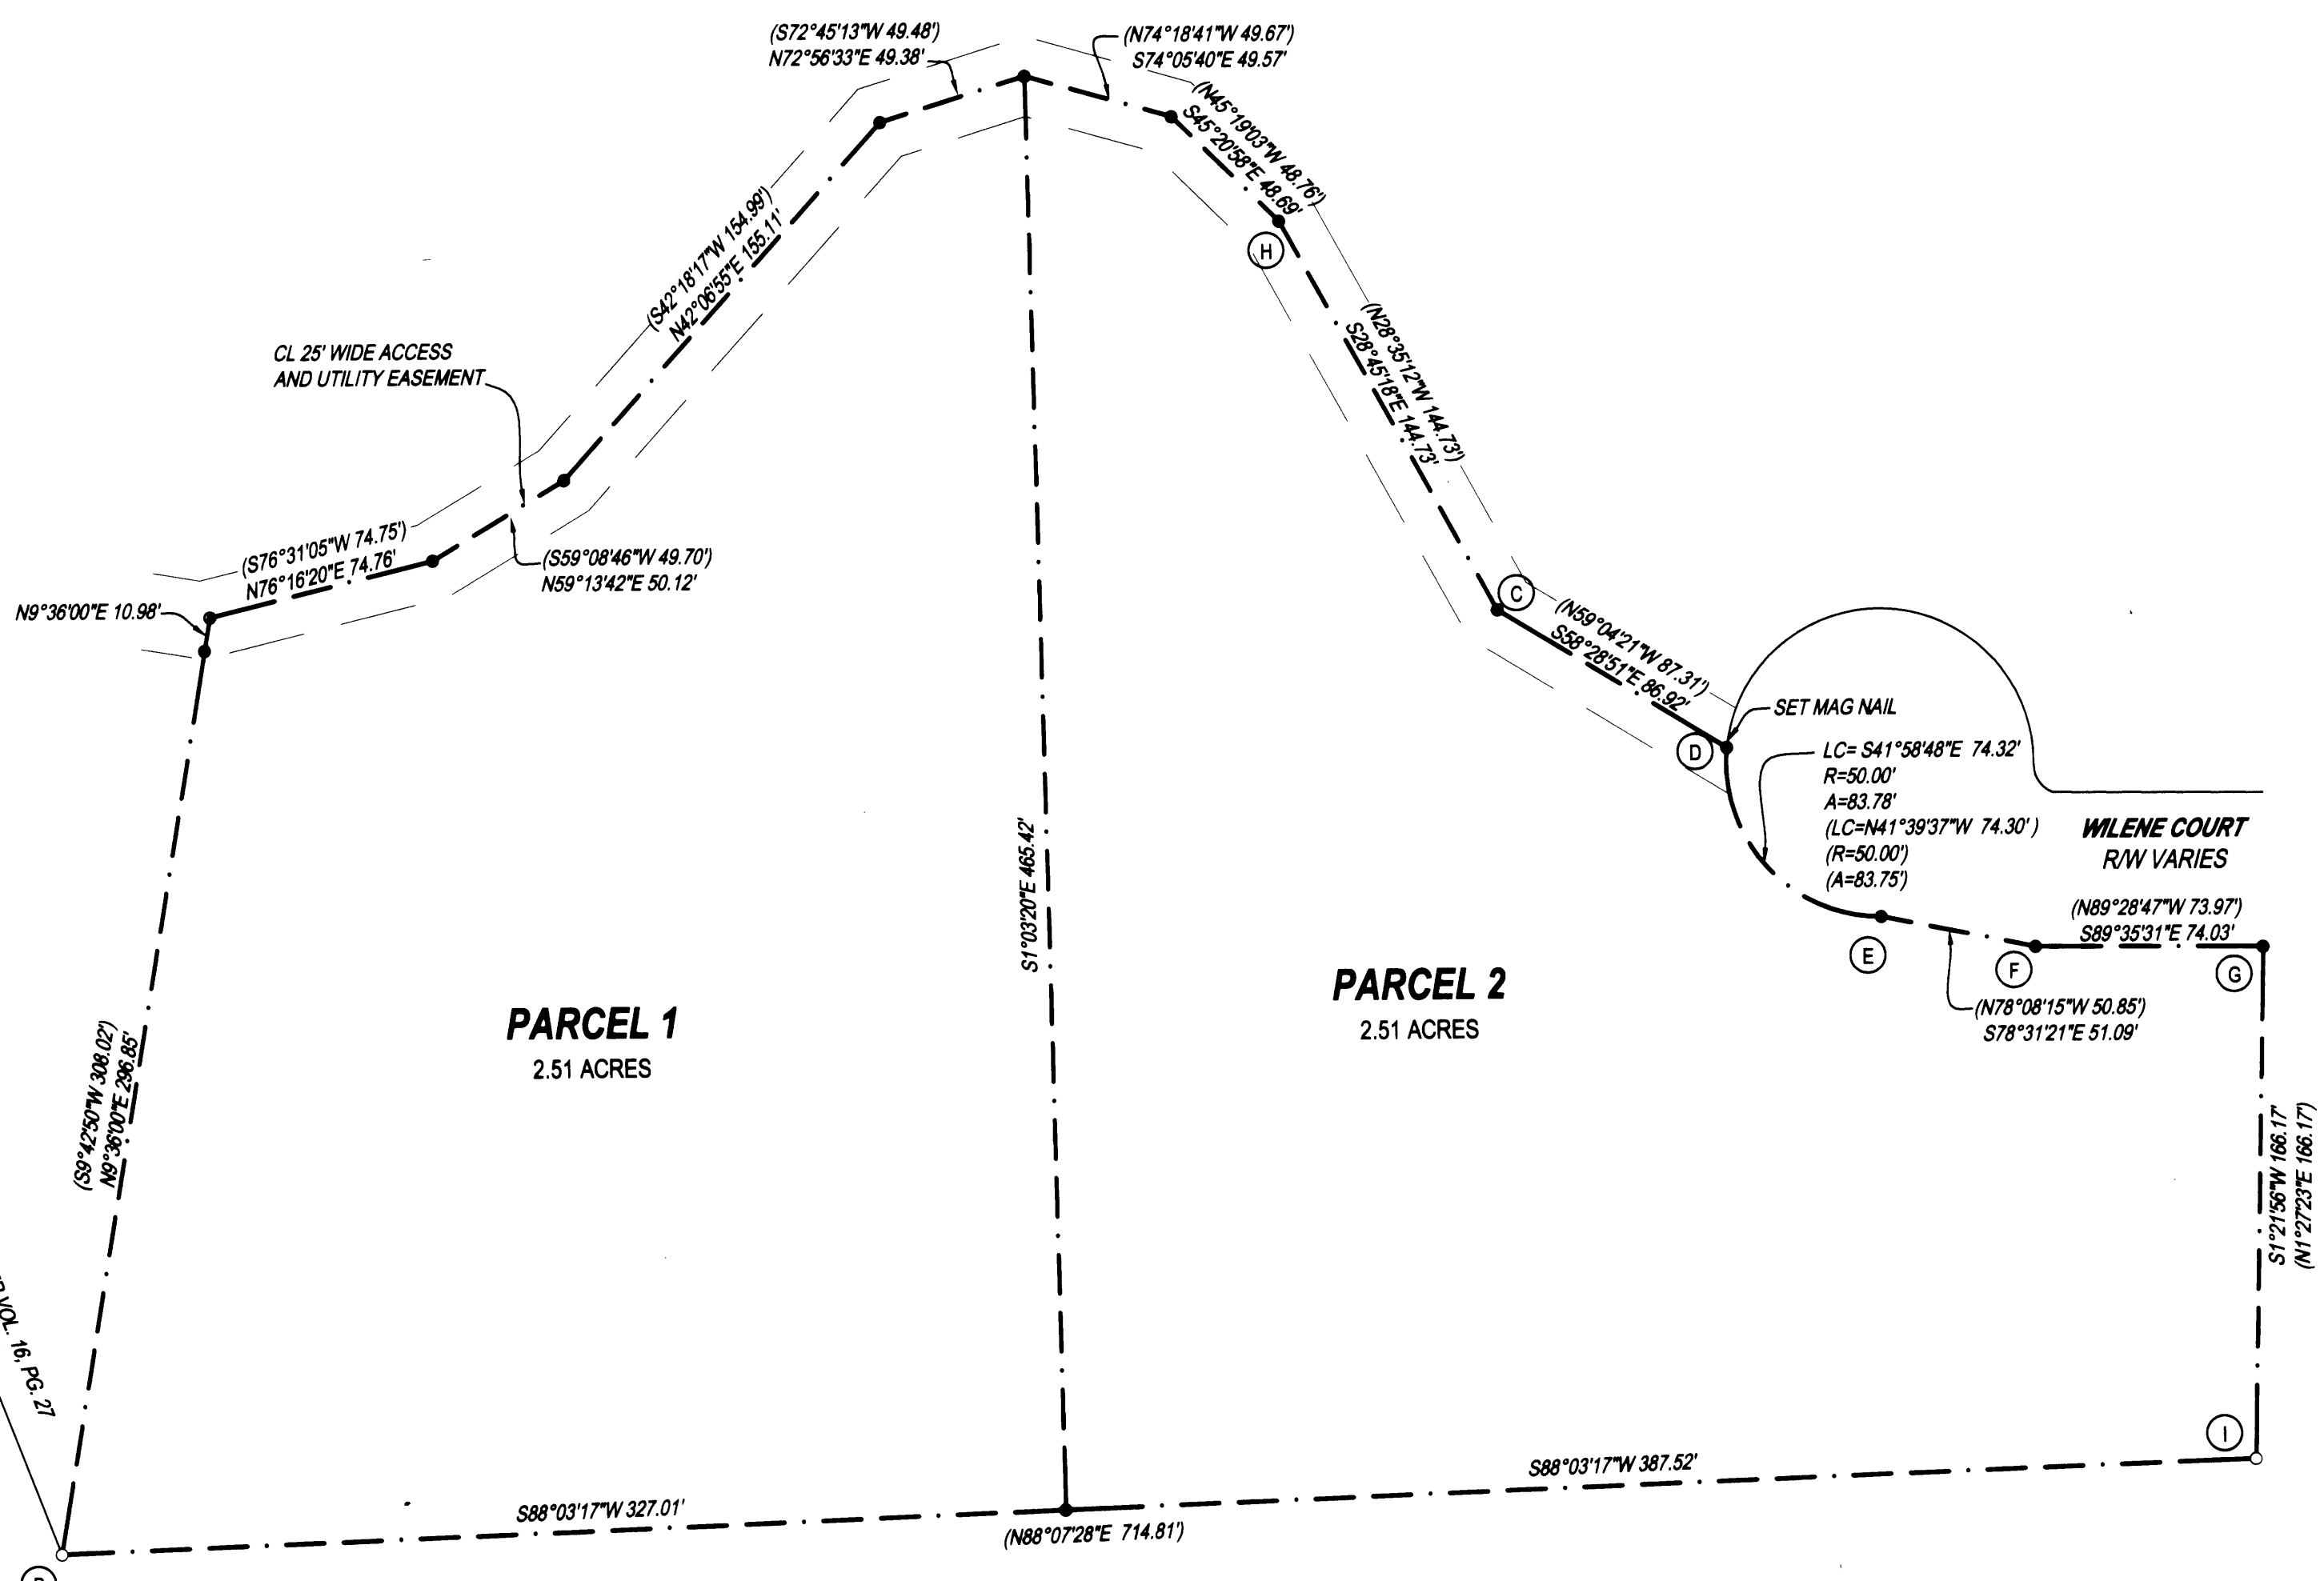 (S72°45'13"W 49.48')
N72°56'33"E 49.38'
(N74°18'41"W 49.67')
S74°05'40"E 49.57'
(N45°19'03"W 48.76')
S45°20'58"E 48.69'
H
(S42°18'17"W 154.99')
N42°06'55"E 155.11'
(N28°35'12"W 144.73')
S28°45'18"E 144.73'
CL 25' WIDE ACCESS
AND UTILITY EASEMENT
(S76°31'05"W 74.75')
N76°16'20"E 74.76'
(S59°08'46"W 49.70')
N59°13'42"E 50.12'
N9°36'00"E 10.98'
C
(N59°04'21"W 87.31')
S58°28'51"E 86.92'
SET MAG NAIL
D
LC= S41°58'48"E 74.32'
R=50.00'
A=83.78'
(LC=N41°39'37"W 74.30')
(R=50.00')
(A=83.75')
WILENE COURT
R/W VARIES
S1°03'20"E 465.42'
(N89°28'47"W 73.97')
S89°35'31"E 74.03'
E
F
G
PARCEL 1
2.51 ACRES
PARCEL 2
2.51 ACRES
(N78°08'15"W 50.85')
S78°31'21"E 51.09'
(S9°42'50"W 308.02')
N9°36'00"E 296.85'
S1°21'56"W 166.17'
(N1°27'23"E 166.17')
VOL. 16, PG. 27
I
S88°03'17"W 387.52'
S88°03'17"W 327.01'
(N88°07'28"E 714.81')